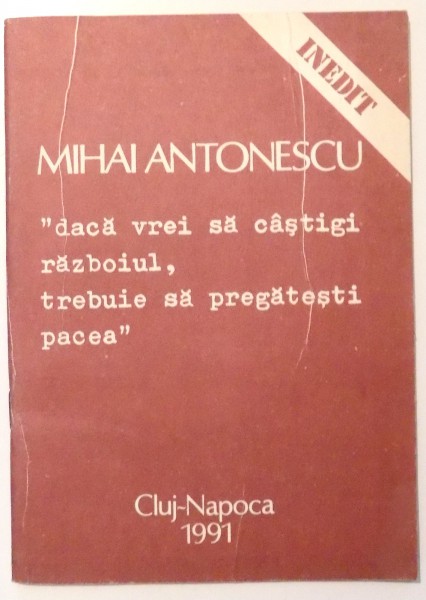 INEDIT
MIHAI ANTONESCU
"dacă vrei să câştigi
războiul,
trebuie să pregăteşti
pacea"
Cluj-Napoca
1991